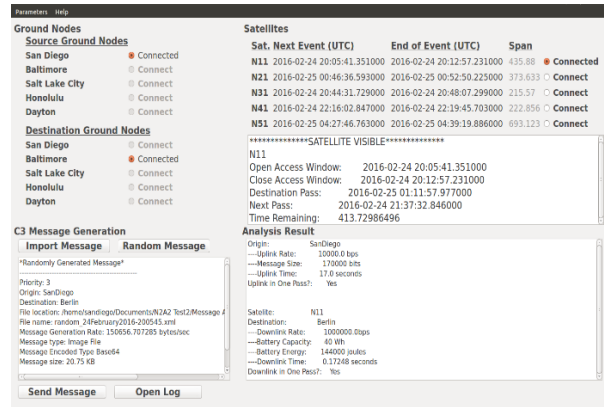 Parameters Help
Ground Nodes
Source Ground Nodes
San Diego Connected
Baltimore Connect
Salt Lake City Connect
Honolulu Connect
Dayton Connect
Destination Ground Nodes
San Diego Connect
Baltimore Connected
Salt Lake City Connect
Honolulu Connect
Dayton Connect
Satellites
Sat. Next Event (UTC) End of Event (UTC) Span
N11 2016-02-24 20:05:41.351000 2016-02-24 20:12:57.231000 435.88 Connected
N21 2016-02-25 00:46:36.593000 2016-02-25 00:52:50.225000 373.633 Connect
N31 2016-02-24 20:44:31.729000 2016-02-24 20:48:07.299000 215.57 Connect
N41 2016-02-24 22:16:02.847000 2016-02-24 22:19:45.703000 222.856 Connect
N51 2016-02-25 04:27:46.763000 2016-02-25 04:39:19.886000 693.123 Connect
**************SATELLITE VISIBLE**************
N11
Open Access Window: 2016-02-24 20:05:41.351000
Close Access Window: 2016-02-24 20:12:57.231000
Destination Pass: 2016-02-25 01:11:57.977000
Next Pass: 2016-02-24 21:37:32.846000
Time Remaining: 413.72986496
C3 Message Generation
Import Message Random Message
*Randomly Generated Message*
Priority: 3
Origin: SanDiego
Destination: Berlin
File location: /home/sandiego/Documents/N2A2 Test2/Message A
File name: random_24February2016-200545.xml
Message Generation Rate: 150656.707285 bytes/sec
Message type: Image File
Message Encoded Type Base64
Message size: 20.75 KB
Send Message Open Log
Analysis Result
Origin: SanDiego
----Uplink Rate: 10000.0 bps
----Message Size: 170000 bits
----Uplink Time: 17.0 seconds
Uplink in One Pass?: Yes
Satelite: N11
Destination: Berlin
----Downlink Rate: 1000000.0bps
----Battery Capacity: 40 Wh
----Battery Energy: 144000 joules
----Downlink Time: 0.17248 seconds
Downlink in One Pass?: Yes